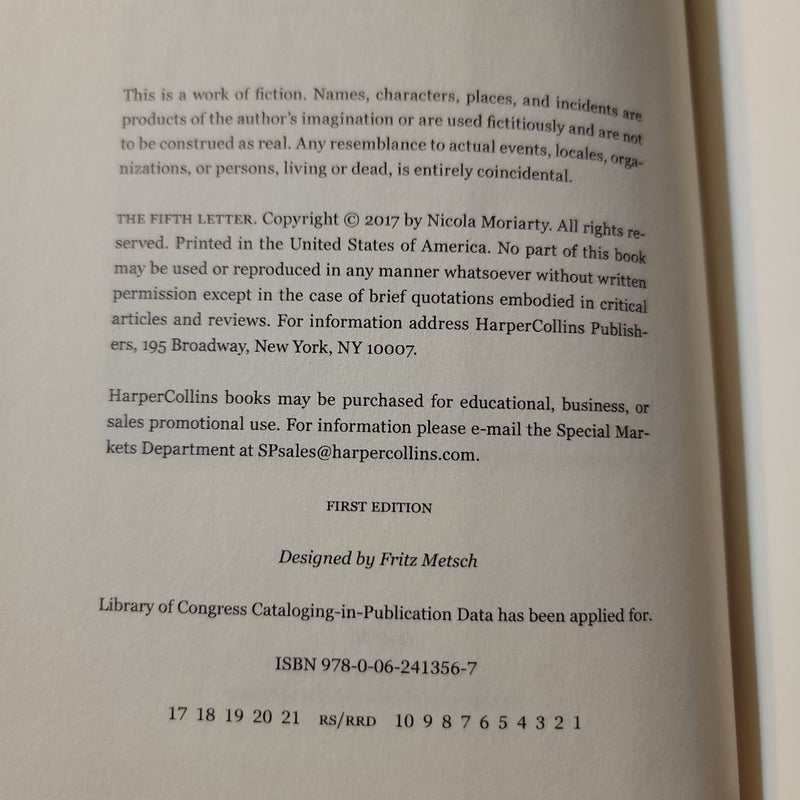 This is a work of fiction. Names, characters, places, and incidents are
products of the author's imagination or are used fictitiously and are not
to be construed as real. Any resemblance to actual events, locales, orga-
nizations, or persons, living or dead, is entirely coincidental.
THE FIFTH LETTER. Copyright © 2017 by Nicola Moriarty. All rights re-
served. Printed in the United States of America. No part of this book
may be used or reproduced in any manner whatsoever without written
permission except in the case of brief quotations embodied in critical
articles and reviews. For information address HarperCollins Publish-
ers, 195 Broadway, New York, NY 10007.
HarperCollins books may be purchased for educational, business, or
sales promotional use. For information please e-mail the Special Mar-
kets Department at SPsales@harpercollins.com.
FIRST EDITION
Designed by Fritz Metsch
Library of Congress Cataloging-in-Publication Data has been applied for.
ISBN 978-0-06-241356-7
17 18 19 20 21 RS/RRD 10 9 8 7 6 5 4 3 2 1